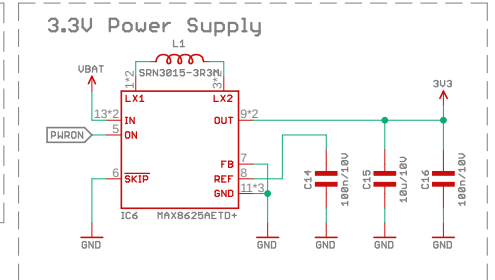 3.3V Power Supply
L1
SRN3015-3R3M
VBAT
3V3
1*2
3*2
LX1
LX2
13*2
IN
OUT
9*2
PWRON
5
ON
FB
7
6
SKIP
REF
8
GND
11*3
IC6
MAX8625AETD+
C14
100n/10V
C15
10u/10V
C16
100n/10V
GND
GND
GND
GND
GND